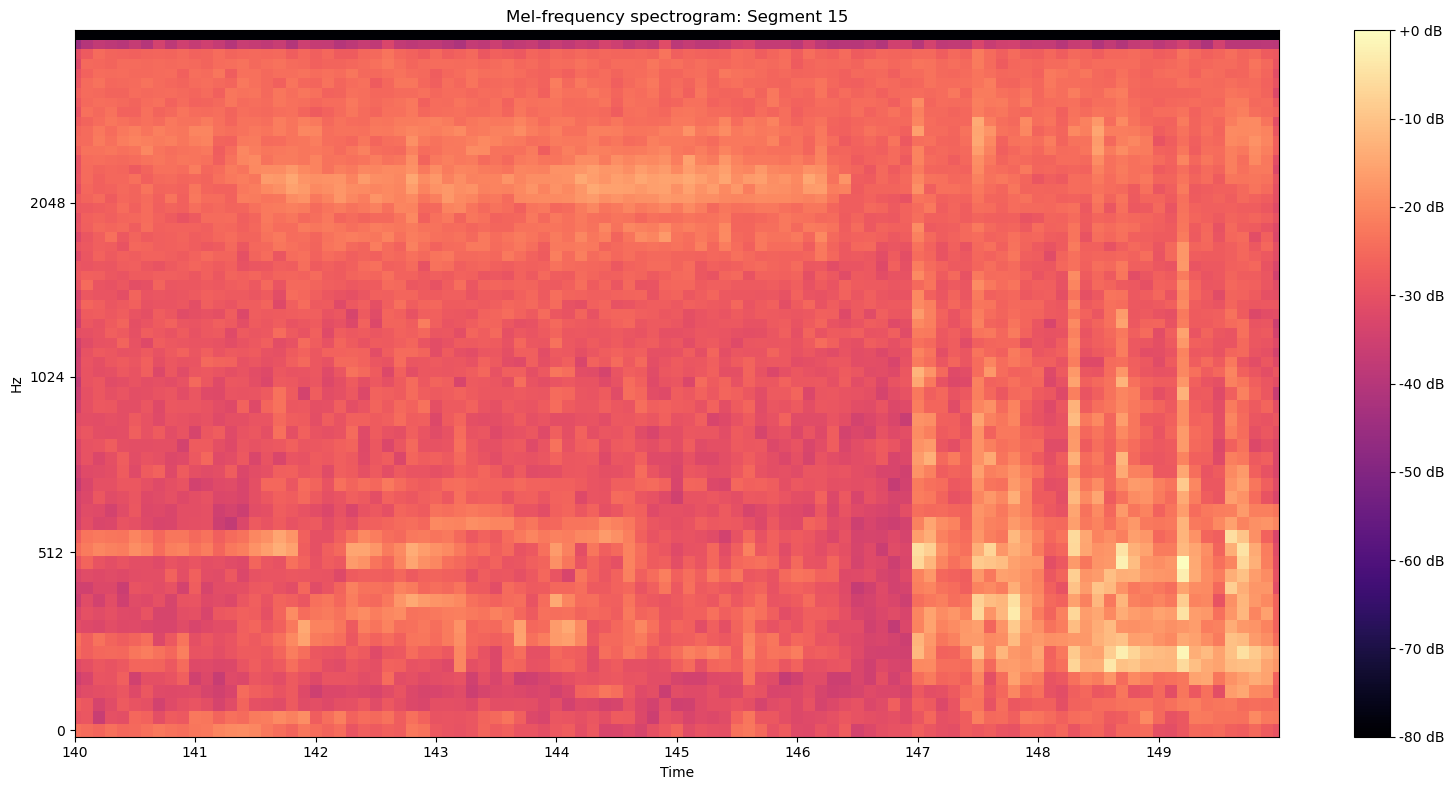 Mel-frequency spectrogram: Segment 15
+0 dB
-10 dB
-20 dB
-30 dB
-40 dB
-50 dB
-60 dB
-70 dB
-80 dB
Hz
2048
1024
512
0
140 141 142 143 144 145 146 147 148 149
Time